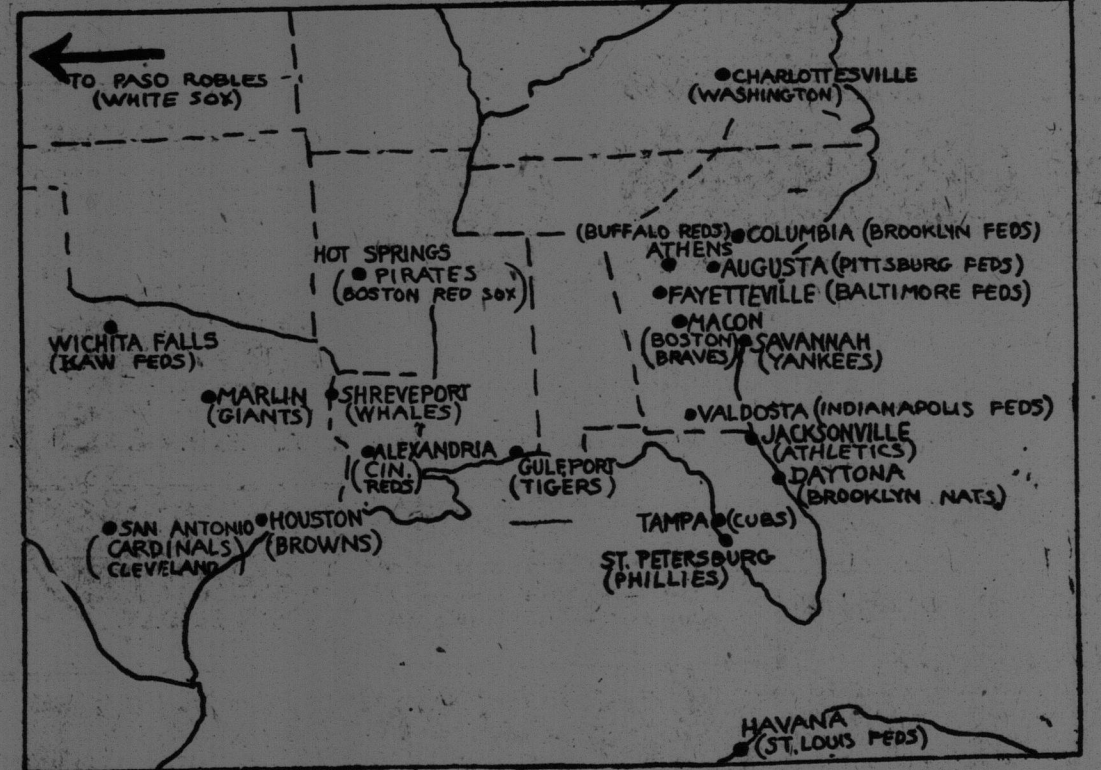 TO PASO ROBLES
(WHITE SOX)
CHARLOTTESVILLE
(WASHINGTON)
(BUFFALO REDS)
ATHENS
COLUMBIA (BROOKLYN FEDS)
AUGUSTA (PITTSBURG FEDS)
FAYETTEVILLE (BALTIMORE FEDS)
HOT SPRINGS
(PIRATES
BOSTON RED SOX)
MACON
(BOSTON
BRAVES)
SAVANNAH
(YANKEES)
WICHITA FALLS
(KAW FEDS)
MARLIN
(GIANTS)
SHREVEPORT
(WHALES)
VALDOSTA (INDIANAPOLIS FEDS)
JACKSONVILLE
(ATHLETICS)
ALEXANDRIA
(CIN.
REDS)
GULFPORT
(TIGERS)
DAYTONA
(BROOKLYN NATS)
SAN ANTONIO
(CARDINALS
CLEVELAND)
HOUSTON
(BROWNS)
TAMPA (CUBS)
ST. PETERSBURG
(PHILLIES)
HAVANA
(ST. LOUIS FEDS)